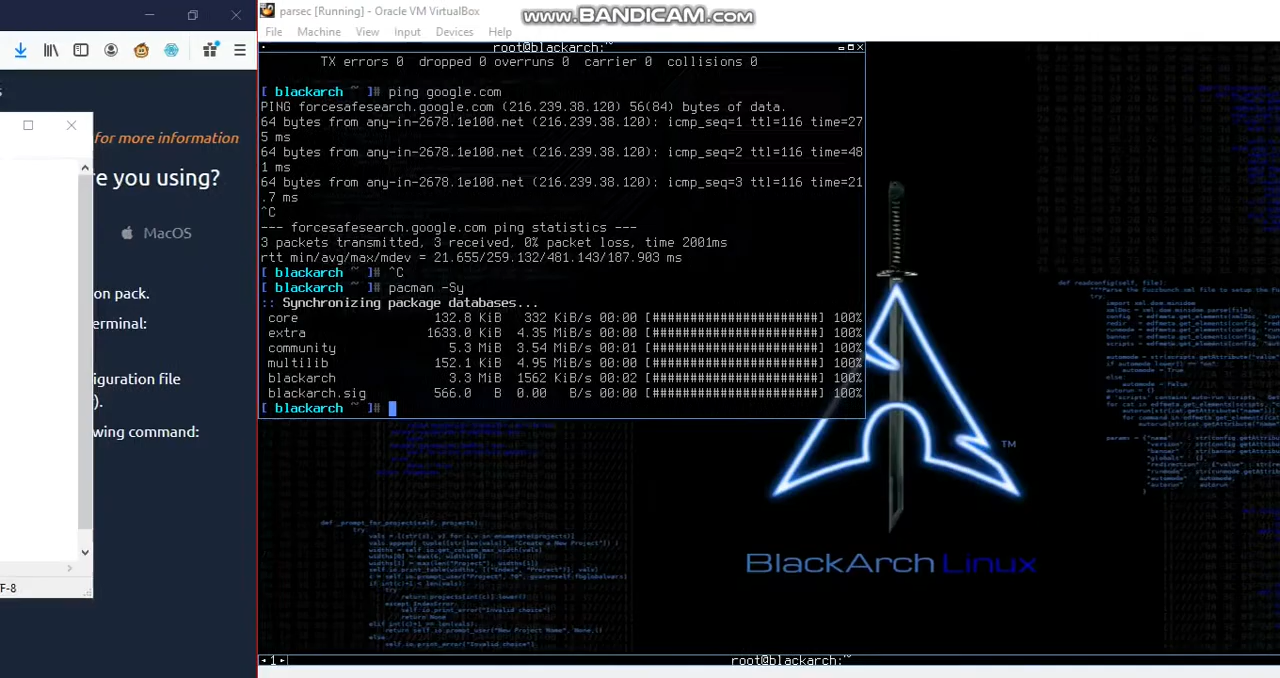 parsec [Running] - Oracle VM VirtualBox
www.BANDICAM.com
File Machine View Input Devices Help
root@blackarch:~
TX errors 0 dropped 0 overruns 0 carrier 0 collisions 0
[ blackarch ~ ]# ping google.com
PING forcesafesearch.google.com (216.239.38.120) 56(84) bytes of data.
64 bytes from any-in-2678.1e100.net (216.239.38.120): icmp_seq=1 ttl=116 time=27
5 ms
64 bytes from any-in-2678.1e100.net (216.239.38.120): icmp_seq=2 ttl=116 time=48
1 ms
64 bytes from any-in-2678.1e100.net (216.239.38.120): icmp_seq=3 ttl=116 time=21
.7 ms
^C
--- forcesafesearch.google.com ping statistics ---
3 packets transmitted, 3 received, 0% packet loss, time 2001ms
rtt min/avg/max/mdev = 21.655/259.132/481.143/187.903 ms
[ blackarch ~ ]# ^C
[ blackarch ~ ]# pacman -Sy
:: Synchronizing package databases...
core 132.8 KiB 332 KiB/s 00:00 [######################] 100%
extra 1633.0 KiB 4.35 MiB/s 00:00 [######################] 100%
community 5.3 MiB 3.54 MiB/s 00:01 [######################] 100%
multilib 152.1 KiB 4.95 MiB/s 00:00 [######################] 100%
blackarch 3.3 MiB 1562 KiB/s 00:02 [######################] 100%
blackarch.sig 566.0 B 0.00 B/s 00:00 [######################] 100%
[ blackarch ~ ]#
for more information
re you using?
MacOS
on pack.
erminal:
iguration file
).
wing command:
F-8
BlackArch Linux
TM
1
root@blackarch:~